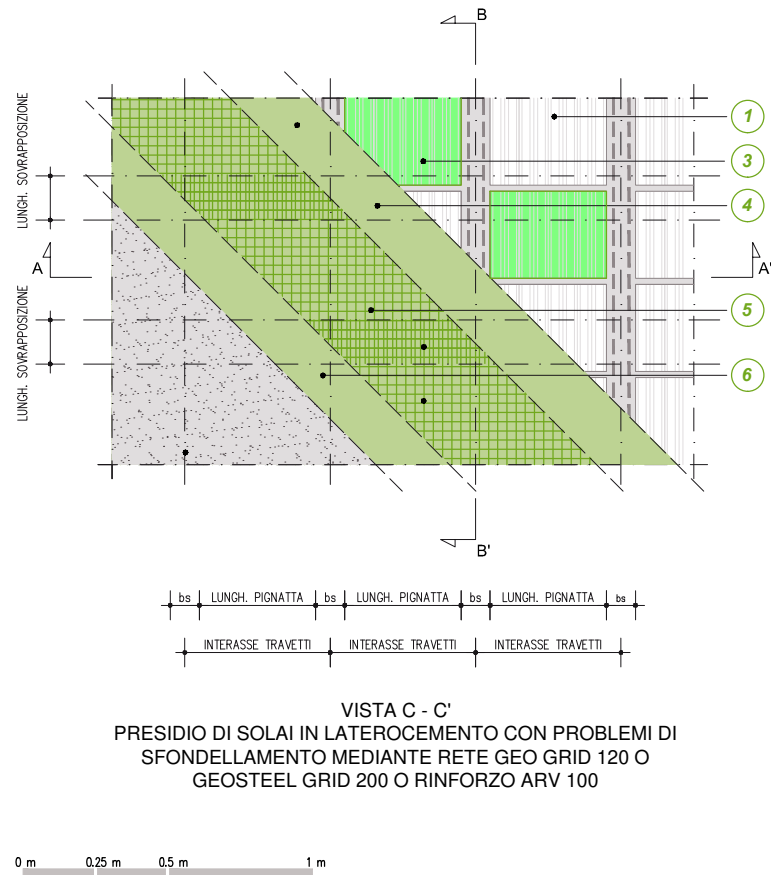 B
LUNGH. SOVRAPPOSIZIONE
1
3
4
A
A'
LUNGH. SOVRAPPOSIZIONE
5
6
B'
bs LUNGH. PIGNATTA bs LUNGH. PIGNATTA bs LUNGH. PIGNATTA bs
INTERASSE TRAVETTI INTERASSE TRAVETTI INTERASSE TRAVETTI
VISTA C - C'
PRESIDIO DI SOLAI IN LATEROCEMENTO CON PROBLEMI DI
SFONDELLAMENTO MEDIANTE RETE GEO GRID 120 O
GEOSTEEL GRID 200 O RINFORZO ARV 100
0 m 0.25 m 0.5 m 1 m